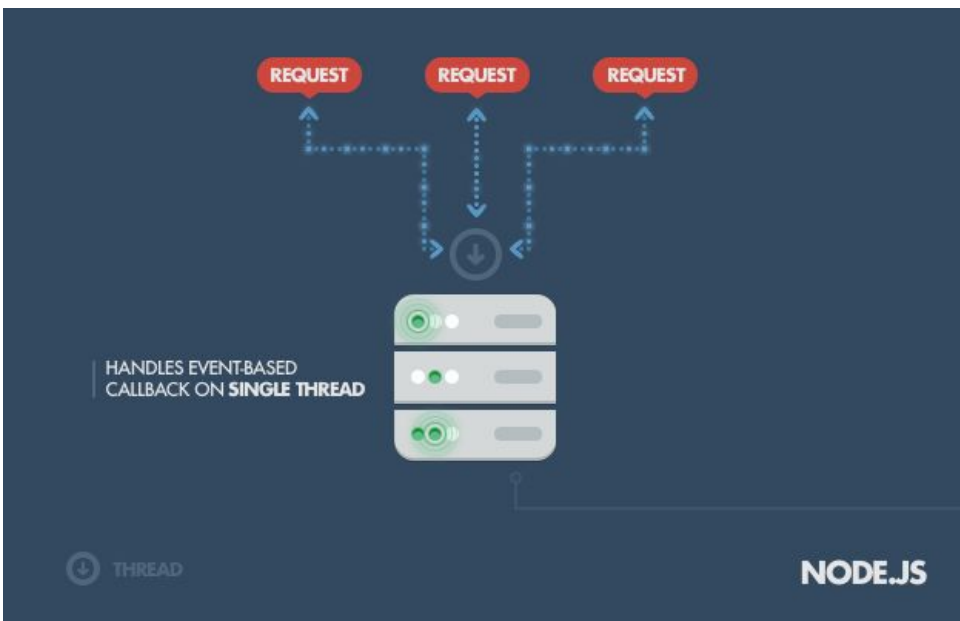 REQUEST
REQUEST
REQUEST
HANDLES EVENT-BASED
CALLBACK ON SINGLE THREAD
THREAD
NODE.JS